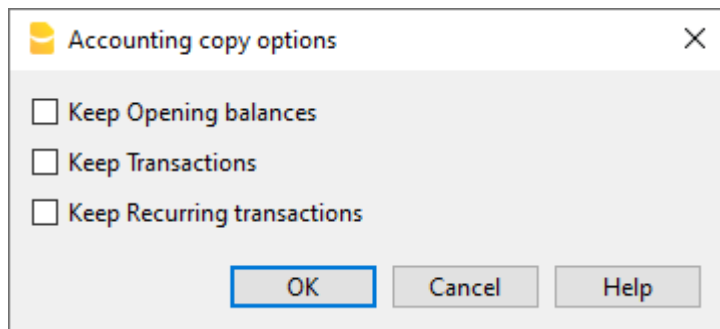 Accounting copy options
Keep Opening balances
Keep Transactions
Keep Recurring transactions
OK Cancel Help